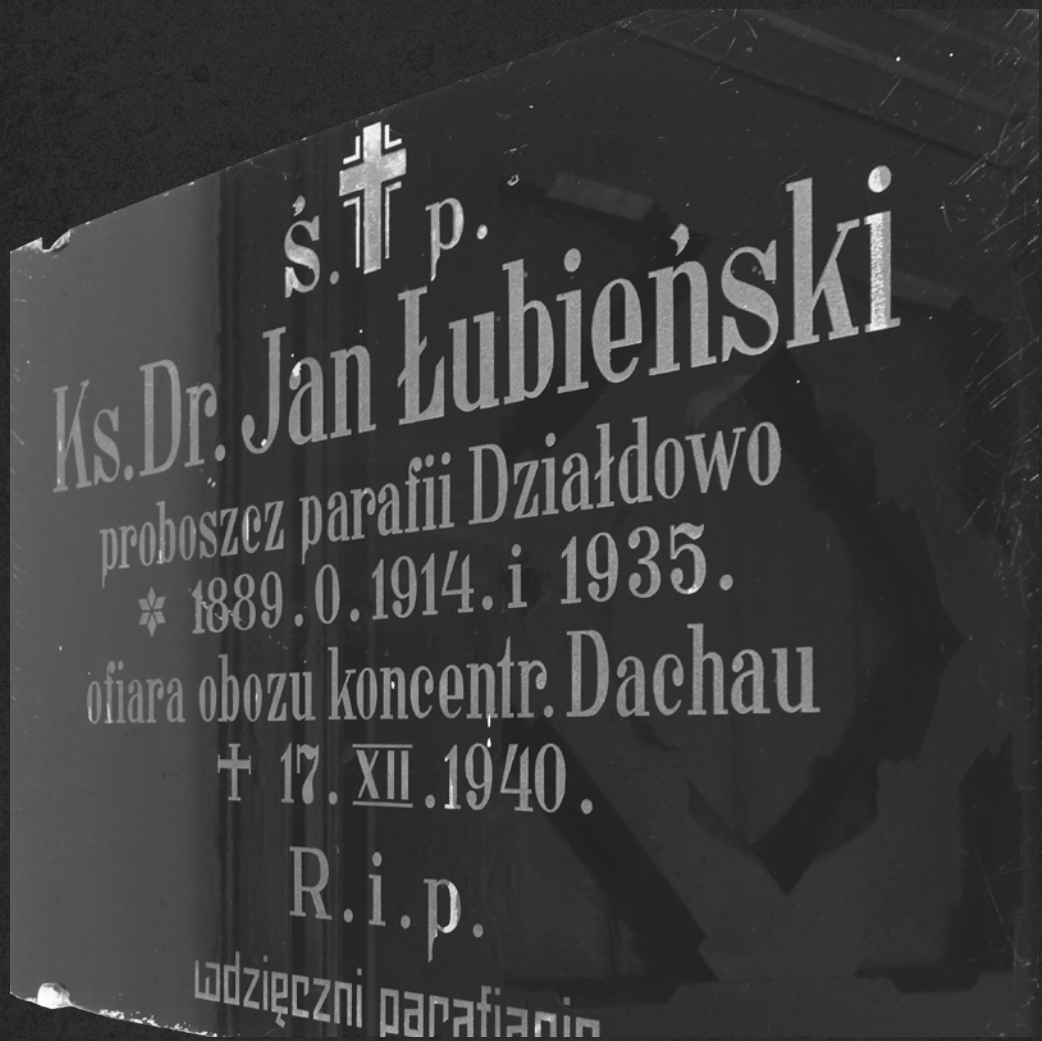 Ś. p.
Ks. Dr. Jan Łubieński
proboszcz parafii Działdowo
* 1889. O. 1914. i 1935.
ofiara obozu koncentr. Dachau
† 17. XII. 1940.
R. i. p.
wdzięczni parafianie